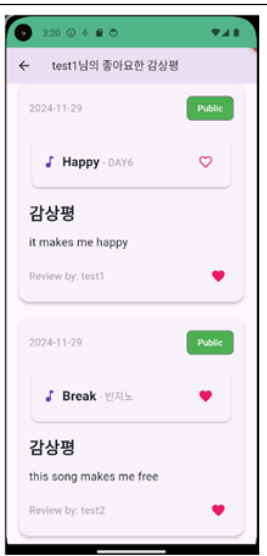 3:20
test1님의 좋아요한 감상평
2024-11-29
Public
Happy - DAY6
감상평
it makes me happy
Review by: test1
2024-11-29
Public
Break - 빈지노
감상평
this song makes me free
Review by: test2